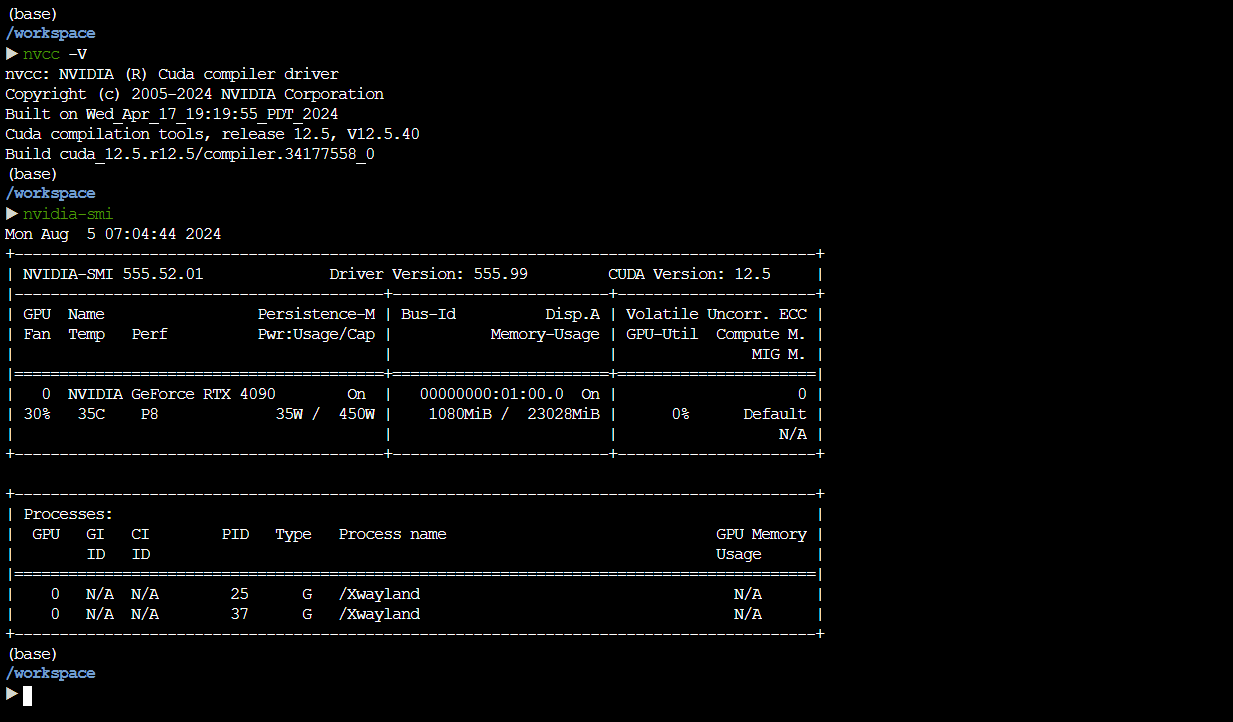 (base)
/workspace
▶ nvcc -V
nvcc: NVIDIA (R) Cuda compiler driver
Copyright (c) 2005-2024 NVIDIA Corporation
Built on Wed_Apr_17_19:19:55_PDT_2024
Cuda compilation tools, release 12.5, V12.5.40
Build cuda_12.5.r12.5/compiler.34177558_0
(base)
/workspace
▶ nvidia-smi
Mon Aug  5 07:04:44 2024
+-----------------------------------------------------------------------------------------+
| NVIDIA-SMI 555.52.01              Driver Version: 555.99         CUDA Version: 12.5     |
|-----------------------------------------+------------------------+----------------------+
| GPU  Name                 Persistence-M | Bus-Id          Disp.A | Volatile Uncorr. ECC |
| Fan  Temp   Perf          Pwr:Usage/Cap |           Memory-Usage | GPU-Util  Compute M. |
|                                         |                        |               MIG M. |
|=========================================+========================+======================|
|   0  NVIDIA GeForce RTX 4090        On  |   00000000:01:00.0  On |                    0 |
| 30%   35C    P8             35W /  450W |    1080MiB /  23028MiB |      0%      Default |
|                                         |                        |                  N/A |
+-----------------------------------------+------------------------+----------------------+
+-----------------------------------------------------------------------------------------+
| Processes:                                                                              |
|  GPU   GI   CI        PID   Type   Process name                              GPU Memory |
|        ID   ID                                                               Usage      |
|=========================================================================================|
|    0   N/A  N/A        25      G   /Xwayland                                   N/A      |
|    0   N/A  N/A        37      G   /Xwayland                                   N/A      |
+-----------------------------------------------------------------------------------------+
(base)
/workspace
▶